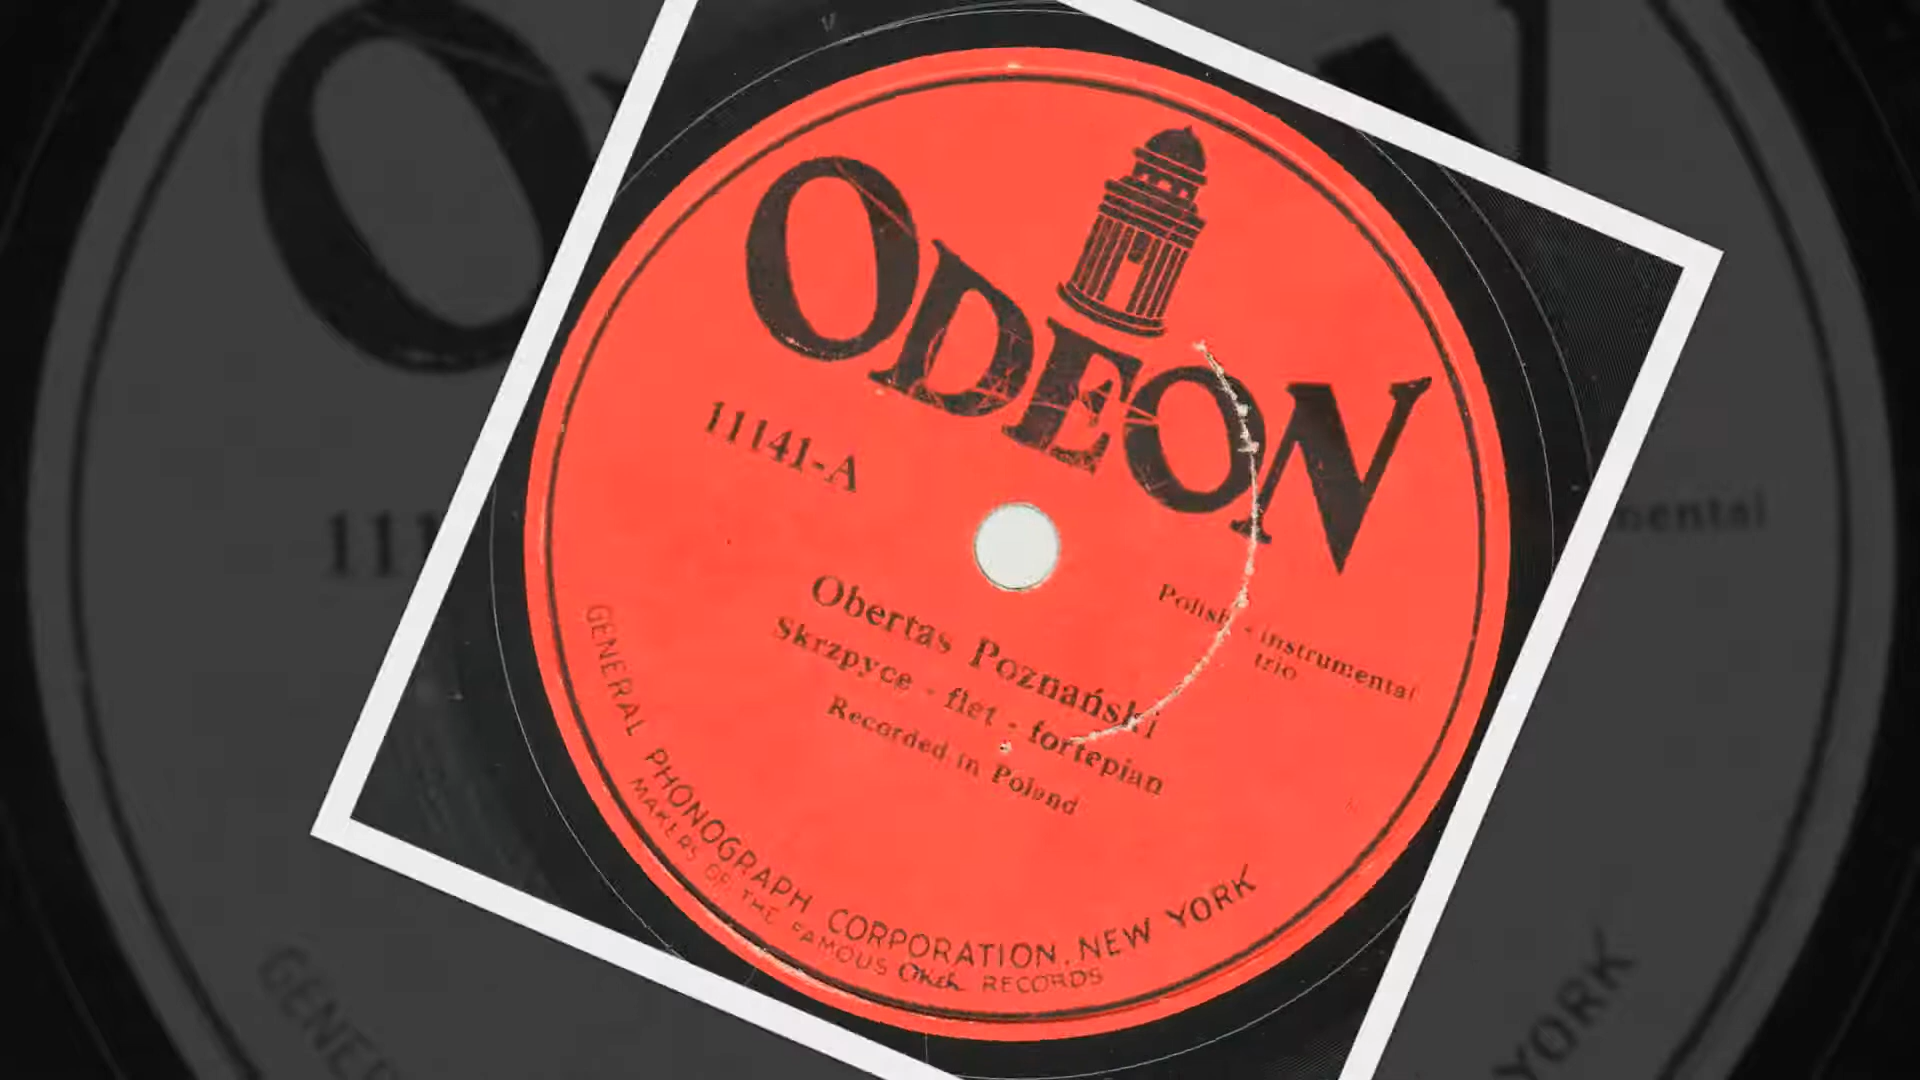 ODEON
11141-A
Polish - instrumental
trio
Obertas Poznański
Skrzpyce - flet - fortepian
Recorded in Poland
GENERAL PHONOGRAPH CORPORATION, NEW YORK
MAKERS OF THE FAMOUS Okeh RECORDS